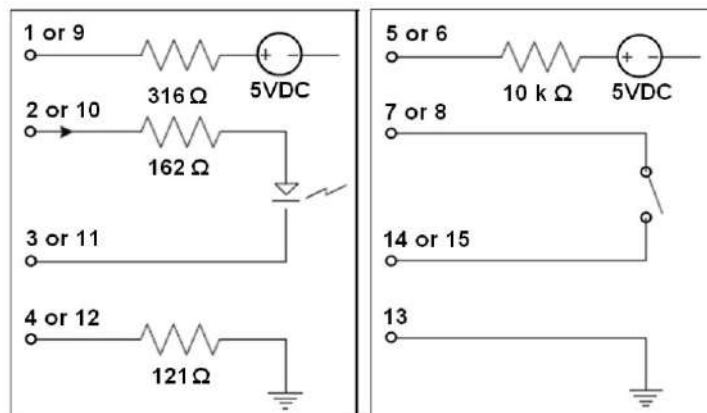 1 or 9
+ -
316 Ω
5VDC
2 or 10
162 Ω
3 or 11
4 or 12
121 Ω
5 or 6
+ -
10 k Ω
5VDC
7 or 8
14 or 15
13